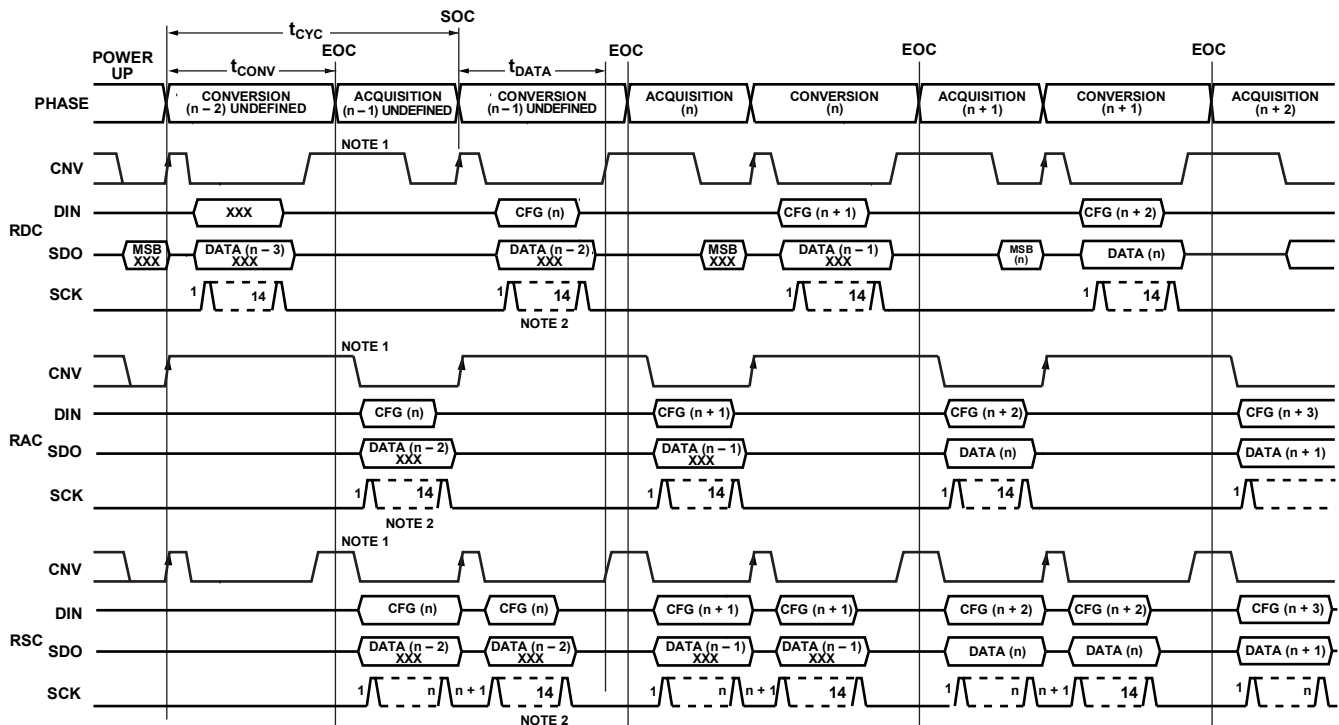 SOC
tCYC
POWER
UP
EOC
EOC
EOC
EOC
tCONV
tDATA
PHASE
CONVERSION
(n – 2) UNDEFINED
ACQUISITION
(n – 1) UNDEFINED
CONVERSION
(n – 1) UNDEFINED
ACQUISITION
(n)
CONVERSION
(n)
ACQUISITION
(n + 1)
CONVERSION
(n + 1)
ACQUISITION
(n + 2)
NOTE 1
CNV
RDC
DIN
XXX
CFG (n)
CFG (n + 1)
CFG (n + 2)
SDO
MSB
XXX
DATA (n – 3)
XXX
DATA (n – 2)
XXX
MSB
XXX
DATA (n – 1)
XXX
MSB
(n)
DATA (n)
SCK
1
14
1
14
1
14
1
14
NOTE 2
NOTE 1
CNV
RAC
DIN
CFG (n)
CFG (n + 1)
CFG (n + 2)
CFG (n + 3)
SDO
DATA (n – 2)
XXX
DATA (n – 1)
XXX
DATA (n)
DATA (n + 1)
SCK
1
14
1
14
1
14
1
NOTE 2
NOTE 1
CNV
RSC
DIN
CFG (n)
CFG (n)
CFG (n + 1)
CFG (n + 1)
CFG (n + 2)
CFG (n + 2)
CFG (n + 3)
SDO
DATA (n – 2)
XXX
DATA (n – 2)
XXX
DATA (n – 1)
XXX
DATA (n – 1)
XXX
DATA (n)
DATA (n)
DATA (n + 1)
SCK
1
n
n + 1
14
1
n
n + 1
14
1
n
n + 1
14
1
n
NOTE 2